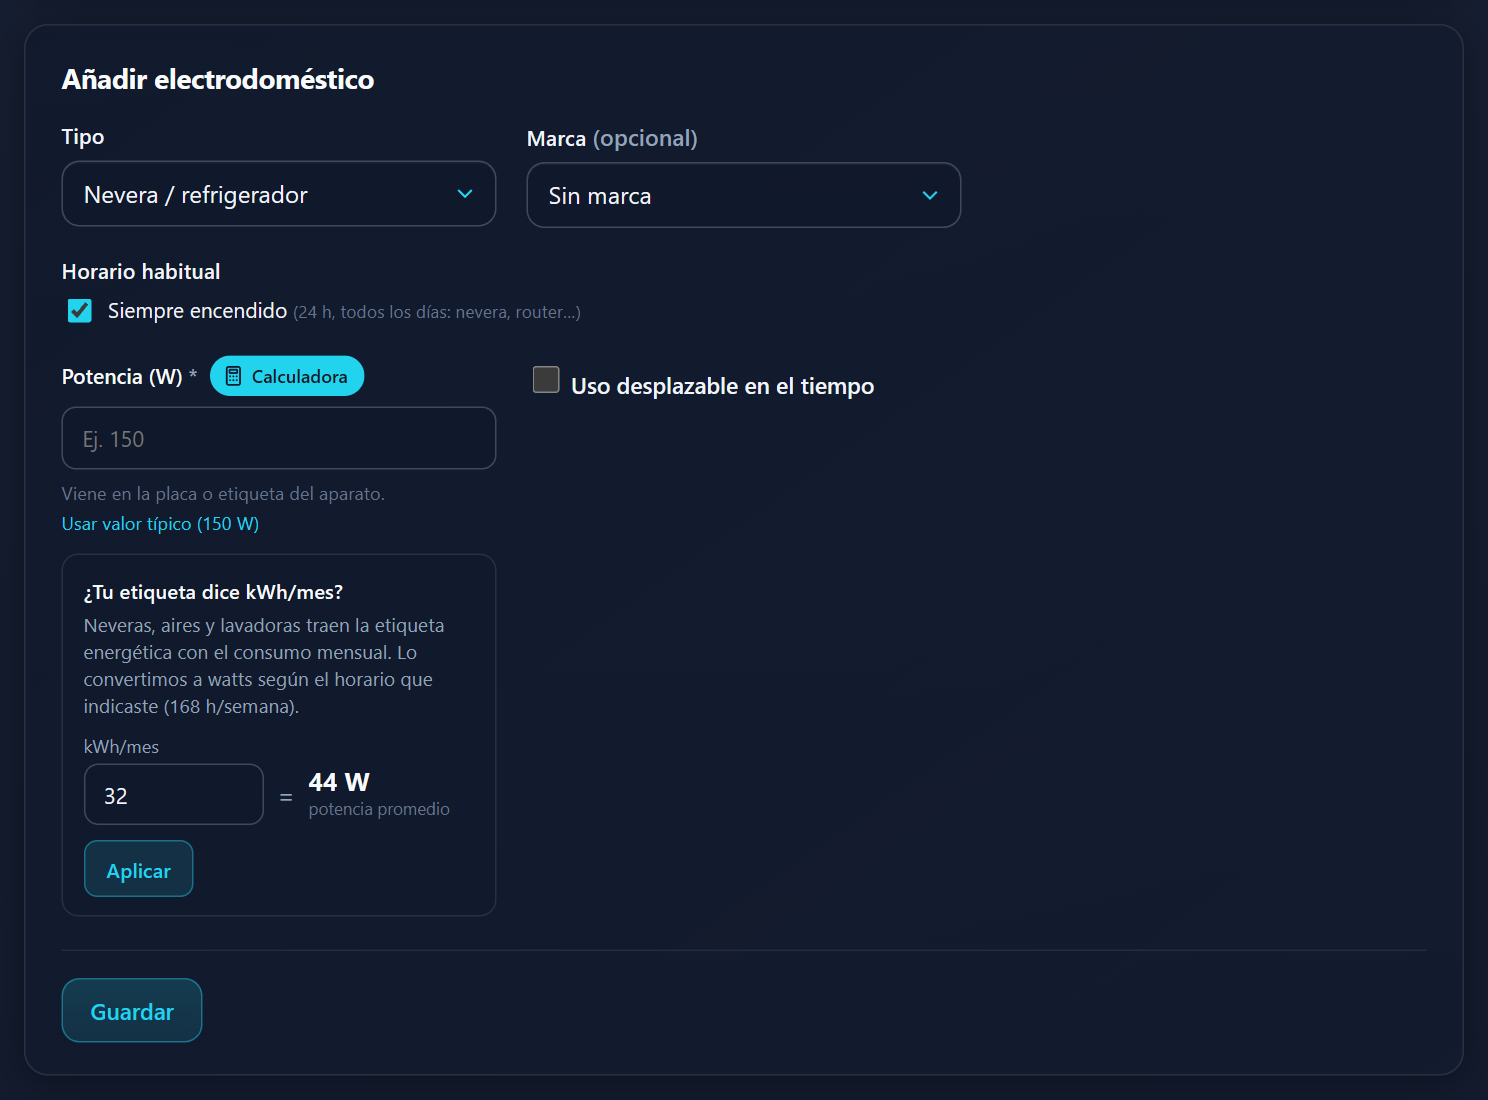 Añadir electrodoméstico
Tipo
Marca (opcional)
Nevera / refrigerador
Sin marca
Horario habitual
Siempre encendido (24 h, todos los días: nevera, router...)
Potencia (W) *
Calculadora
Uso desplazable en el tiempo
Ej. 150
Viene en la placa o etiqueta del aparato.
Usar valor típico (150 W)
¿Tu etiqueta dice kWh/mes?
Neveras, aires y lavadoras traen la etiqueta
energética con el consumo mensual. Lo
convertimos a watts según el horario que
indicaste (168 h/semana).
kWh/mes
32
=
44 W
potencia promedio
Aplicar
Guardar